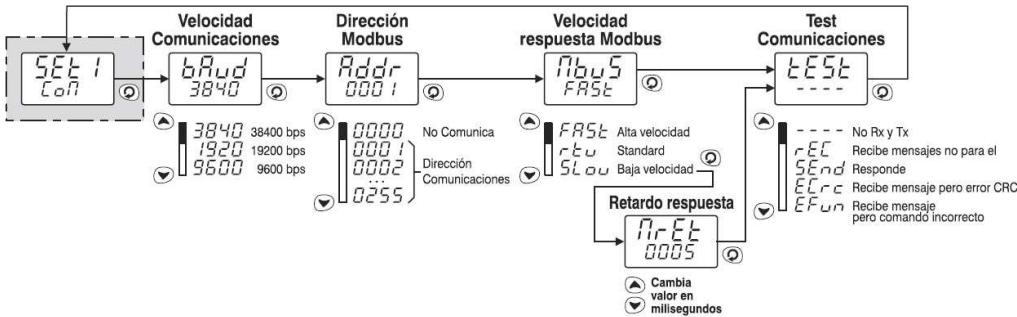 Velocidad
Comunicaciones
Dirección
Modbus
Velocidad
respuesta Modbus
Test
Comunicaciones
SEt 1
Con
bAud
3840
Addr
0001
MbuS
FASt
tESt
----
3840 38400 bps
1920 19200 bps
9600 9600 bps
0000 No Comunica
0001
0002
...
0255
Dirección
Comunicaciones
FASt Alta velocidad
rtu Standard
SLow Baja velocidad
Retardo respuesta
MrEt
0005
Cambia
valor en
milisegundos
---- No Rx y Tx
rEC Recibe mensajes no para el
SEnd Responde
ECrc Recibe mensaje pero error CRC
EFun Recibe mensaje
pero comando incorrecto